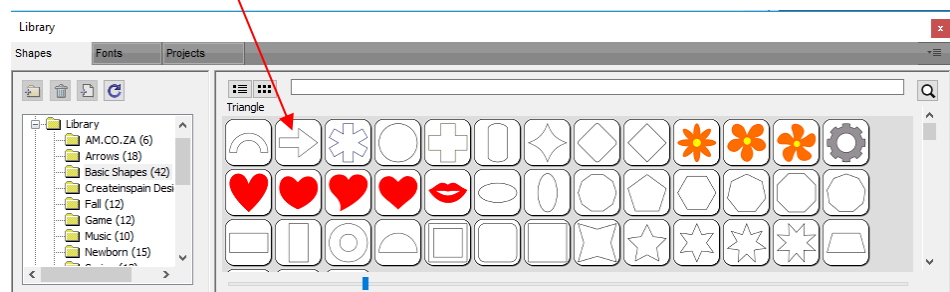 Library
Shapes Fonts Projects
Triangle
Library
AM.CO.ZA (6)
Arrows (18)
Basic Shapes (42)
Createinspain Desi
Fall (12)
Game (12)
Music (10)
Newborn (15)